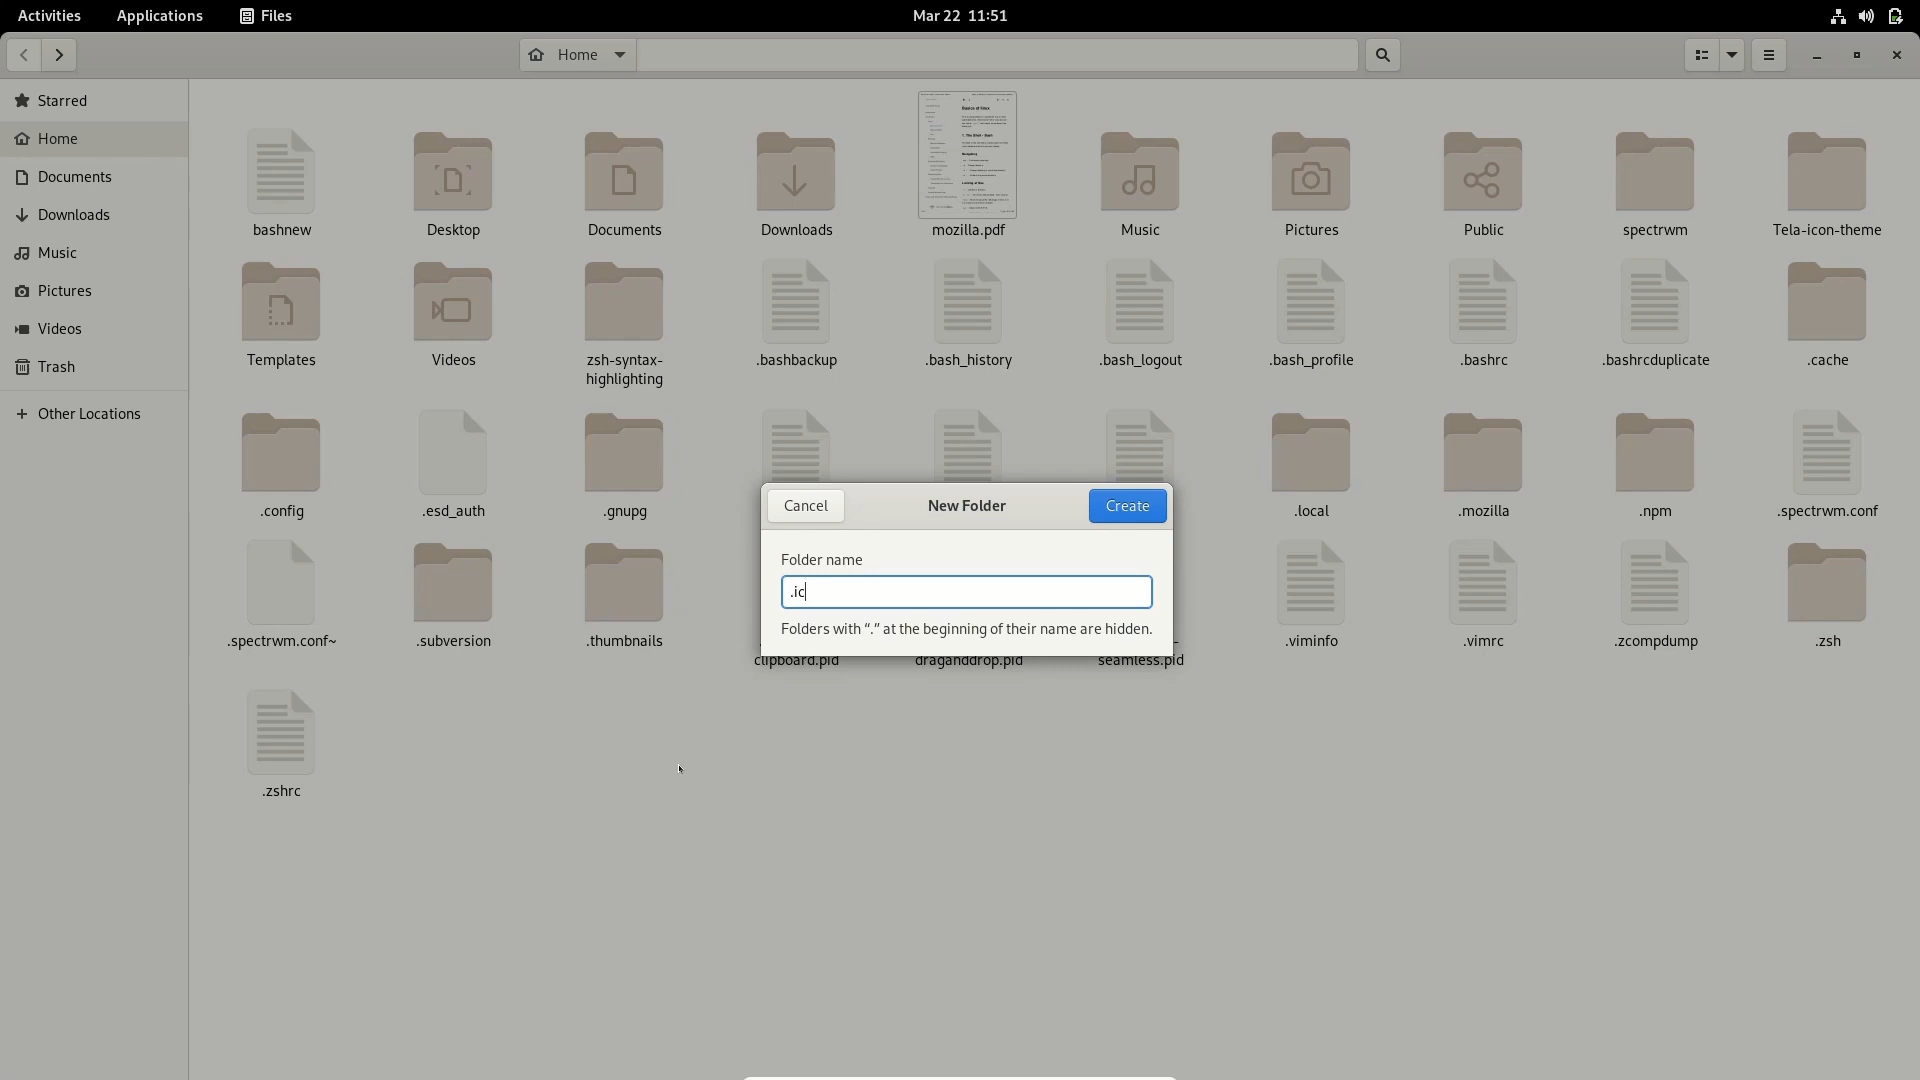 Activities Applications Files Mar 22 11:51
Home
Starred
Home
Documents
Downloads
Music
Pictures
Videos
Trash
Other Locations
bashnew Desktop Documents Downloads mozilla.pdf Music Pictures Public spectrwm Tela-icon-theme
Templates Videos zsh-syntax- .bashbackup .bash_history .bash_logout .bash_profile .bashrc .bashrcduplicate .cache
highlighting
.config .esd_auth .gnupg .local .mozilla .npm .spectrwm.conf
Cancel New Folder Create
Folder name
.ic
Folders with “.” at the beginning of their name are hidden.
.spectrwm.conf~ .subversion .thumbnails .viminfo .vimrc .zcompdump .zsh
clipboard.pid draganddrop.pid seamless.pid
.zshrc